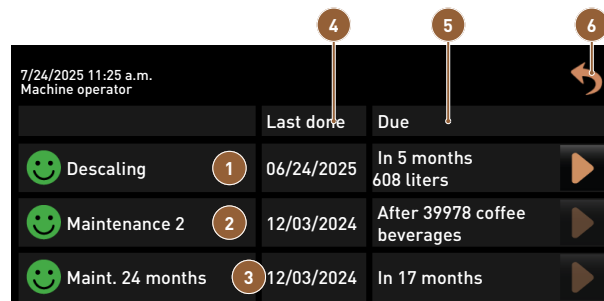 4 5 6
7/24/2025 11:25 a.m.
Machine operator
Last done Due
Descaling 1 06/24/2025 In 5 months
608 liters
Maintenance 2 2 12/03/2024 After 39978 coffee
beverages
Maint. 24 months 3 12/03/2024 In 17 months